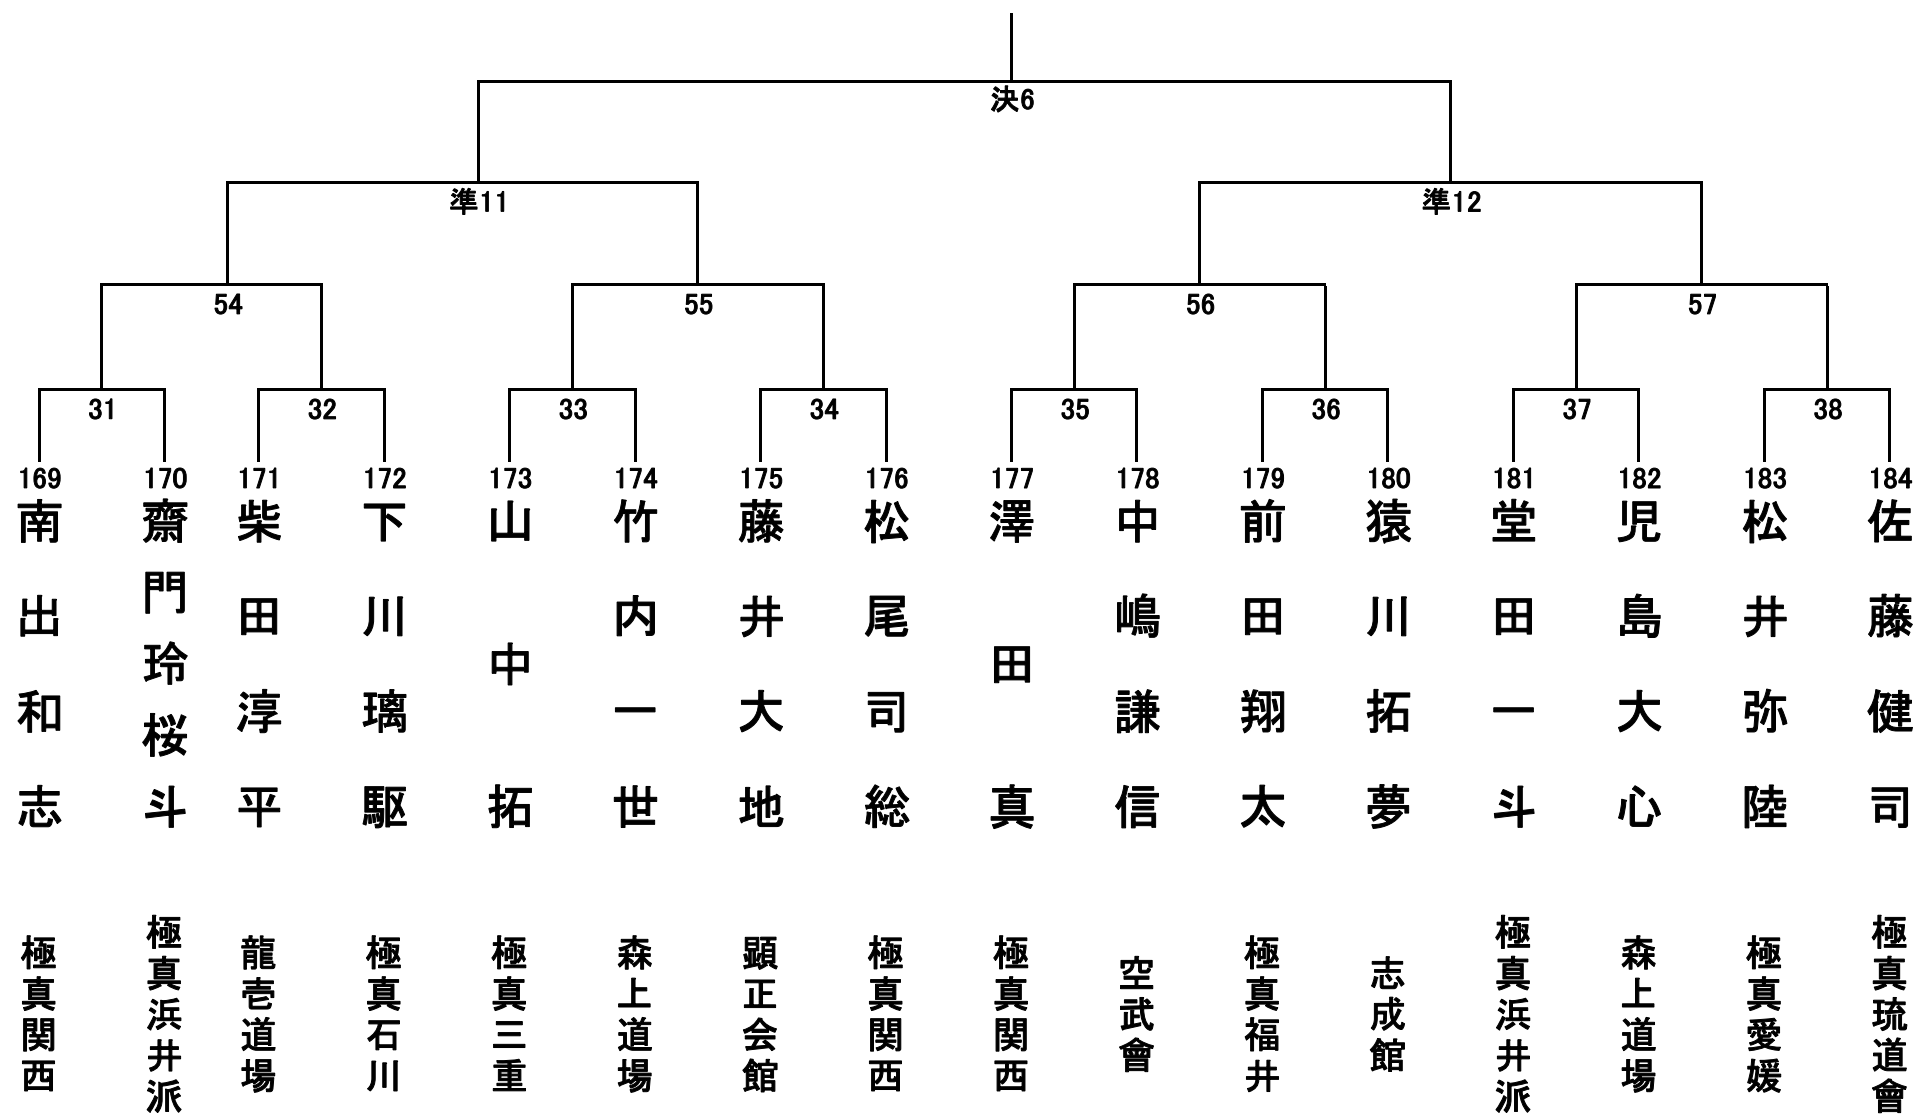 決6
準11
準12
54
55
56
57
31
32
33
34
35
36
37
38
169
170
171
172
173
174
175
176
177
178
179
180
181
182
183
184
南出和志
齋門玲桜斗
柴田淳平
下川璃駆
山中拓
竹内一世
藤井大地
松尾司総
澤田真
中嶋謙信
前田翔太
猿川拓夢
堂田一斗
児島大心
松井弥陸
佐藤健司
極真関西
極真浜井派
龍壱道場
極真石川
極真三重
森上道場
顕正会館
極真関西
極真関西
空武會
極真福井
志成館
極真浜井派
森上道場
極真愛媛
極真琉道會